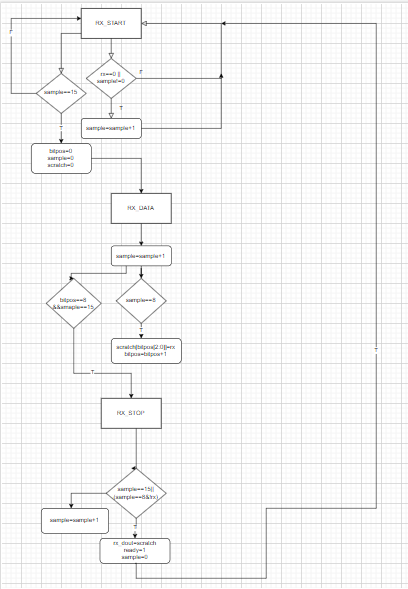 RX_START
F
rx==0 ||
sample!=0
F
sample==15
T
T
sample=sample+1
bitpos=0
sample=0
scratch=0
RX_DATA
sample=sample+1
bitpos==8
&&smaple==15
sample==8
T
T
scratch[bitpos[2:0]]=rx
bitpos=bitpos+1
T
RX_STOP
sample==15||
(sample==8&!rx)
sample=sample+1
T
rx_dout=scratch
ready=1
sample=0